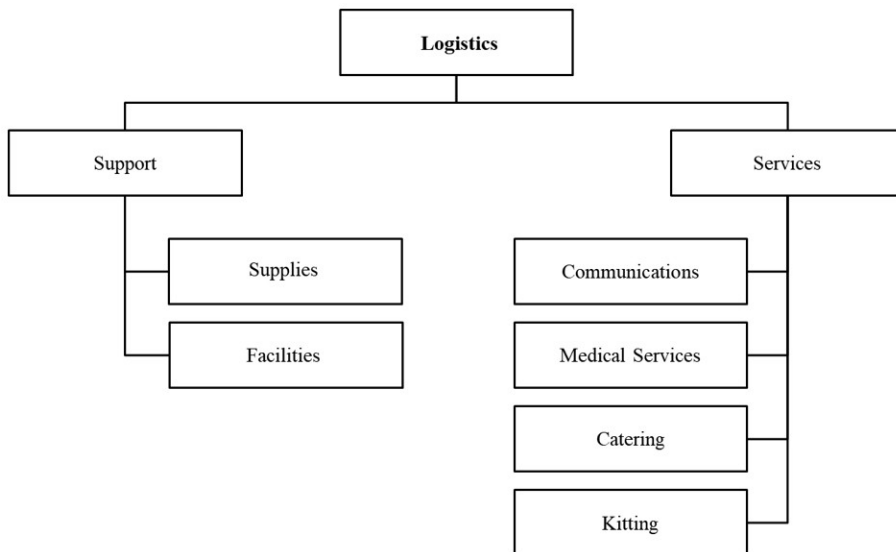 Logistics
Support
Services
Supplies
Communications
Facilities
Medical Services
Catering
Kitting